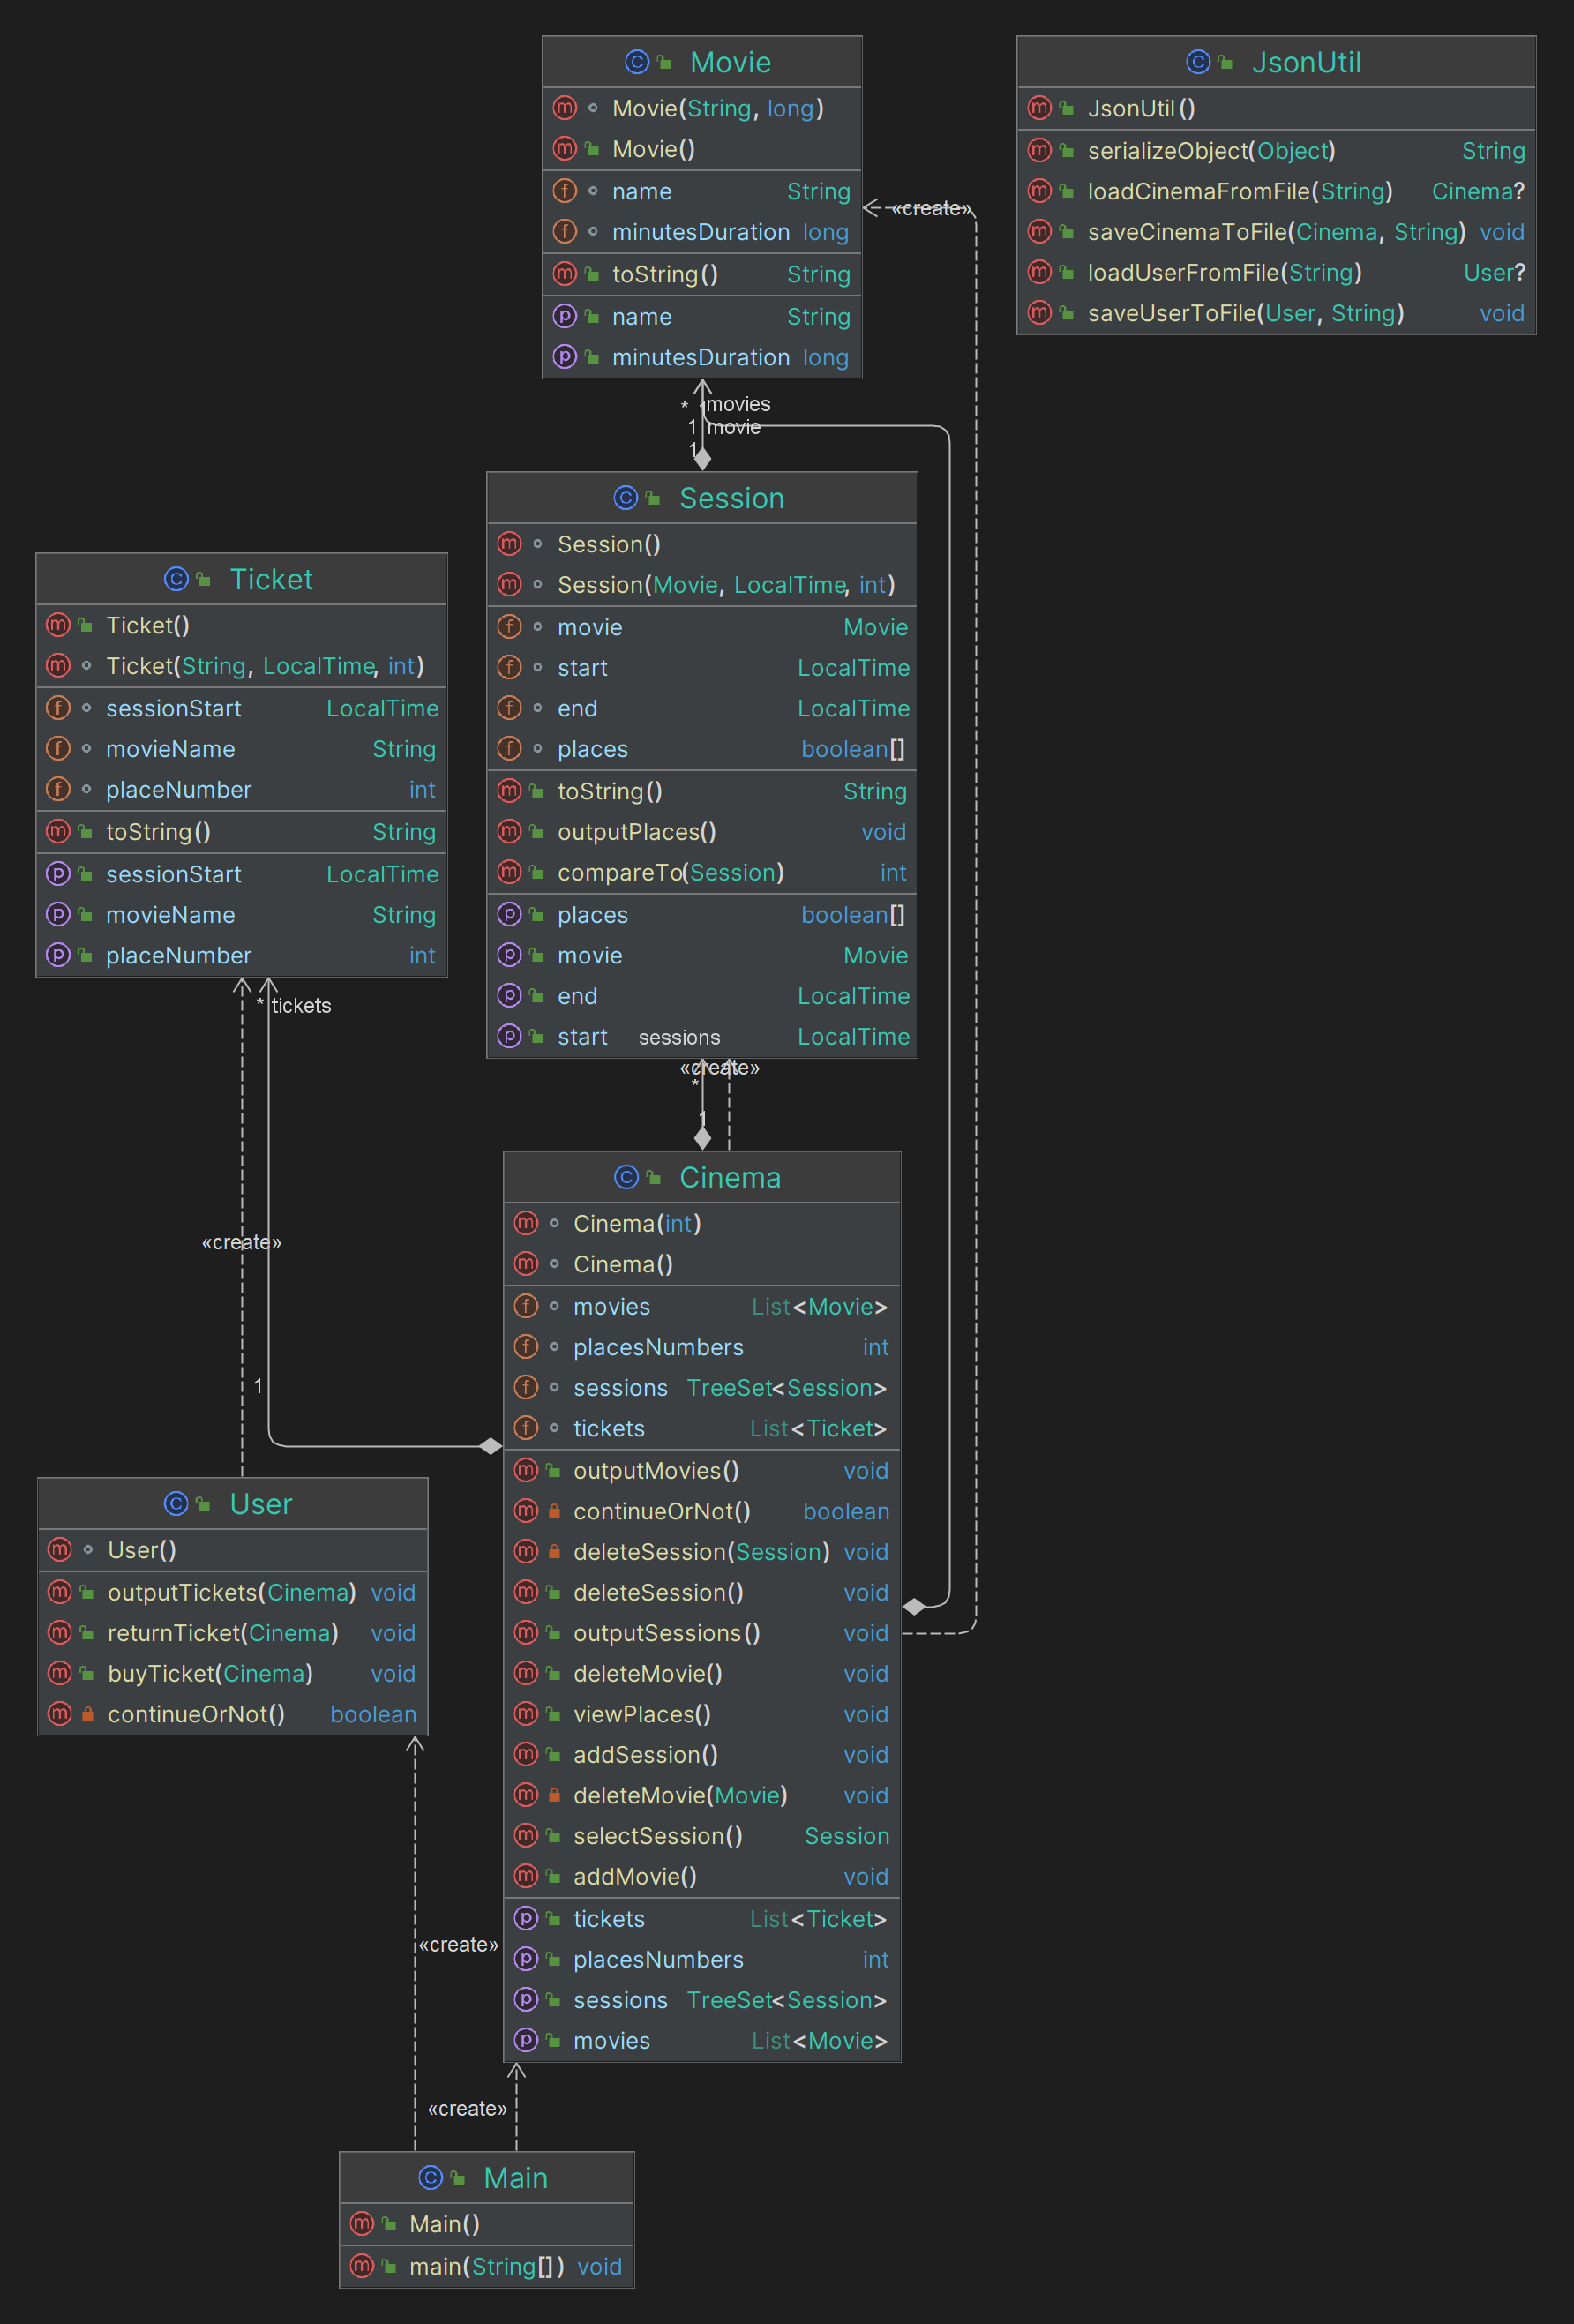 Movie
Movie(String, long)
Movie()
name String
minutesDuration long
toString() String
name String
minutesDuration long
JsonUtil
JsonUtil()
serializeObject(Object) String
loadCinemaFromFile(String) Cinema?
saveCinemaToFile(Cinema, String) void
loadUserFromFile(String) User?
saveUserToFile(User, String) void
«create»
* 1 movies
1 movie
1
Session
Session()
Session(Movie, LocalTime, int)
movie Movie
start LocalTime
end LocalTime
places boolean[]
toString() String
outputPlaces() void
compareTo(Session) int
places boolean[]
movie Movie
end LocalTime
start LocalTime
sessions
«create»
*
1
Ticket
Ticket()
Ticket(String, LocalTime, int)
sessionStart LocalTime
movieName String
placeNumber int
toString() String
sessionStart LocalTime
movieName String
placeNumber int
* tickets
«create»
1
Cinema
Cinema(int)
Cinema()
movies List<Movie>
placesNumbers int
sessions TreeSet<Session>
tickets List<Ticket>
outputMovies() void
continueOrNot() boolean
deleteSession(Session) void
deleteSession() void
outputSessions() void
deleteMovie() void
viewPlaces() void
addSession() void
deleteMovie(Movie) void
selectSession() Session
addMovie() void
tickets List<Ticket>
placesNumbers int
sessions TreeSet<Session>
movies List<Movie>
User
User()
outputTickets(Cinema) void
returnTicket(Cinema) void
buyTicket(Cinema) void
continueOrNot() boolean
«create»
«create»
Main
Main()
main(String[]) void